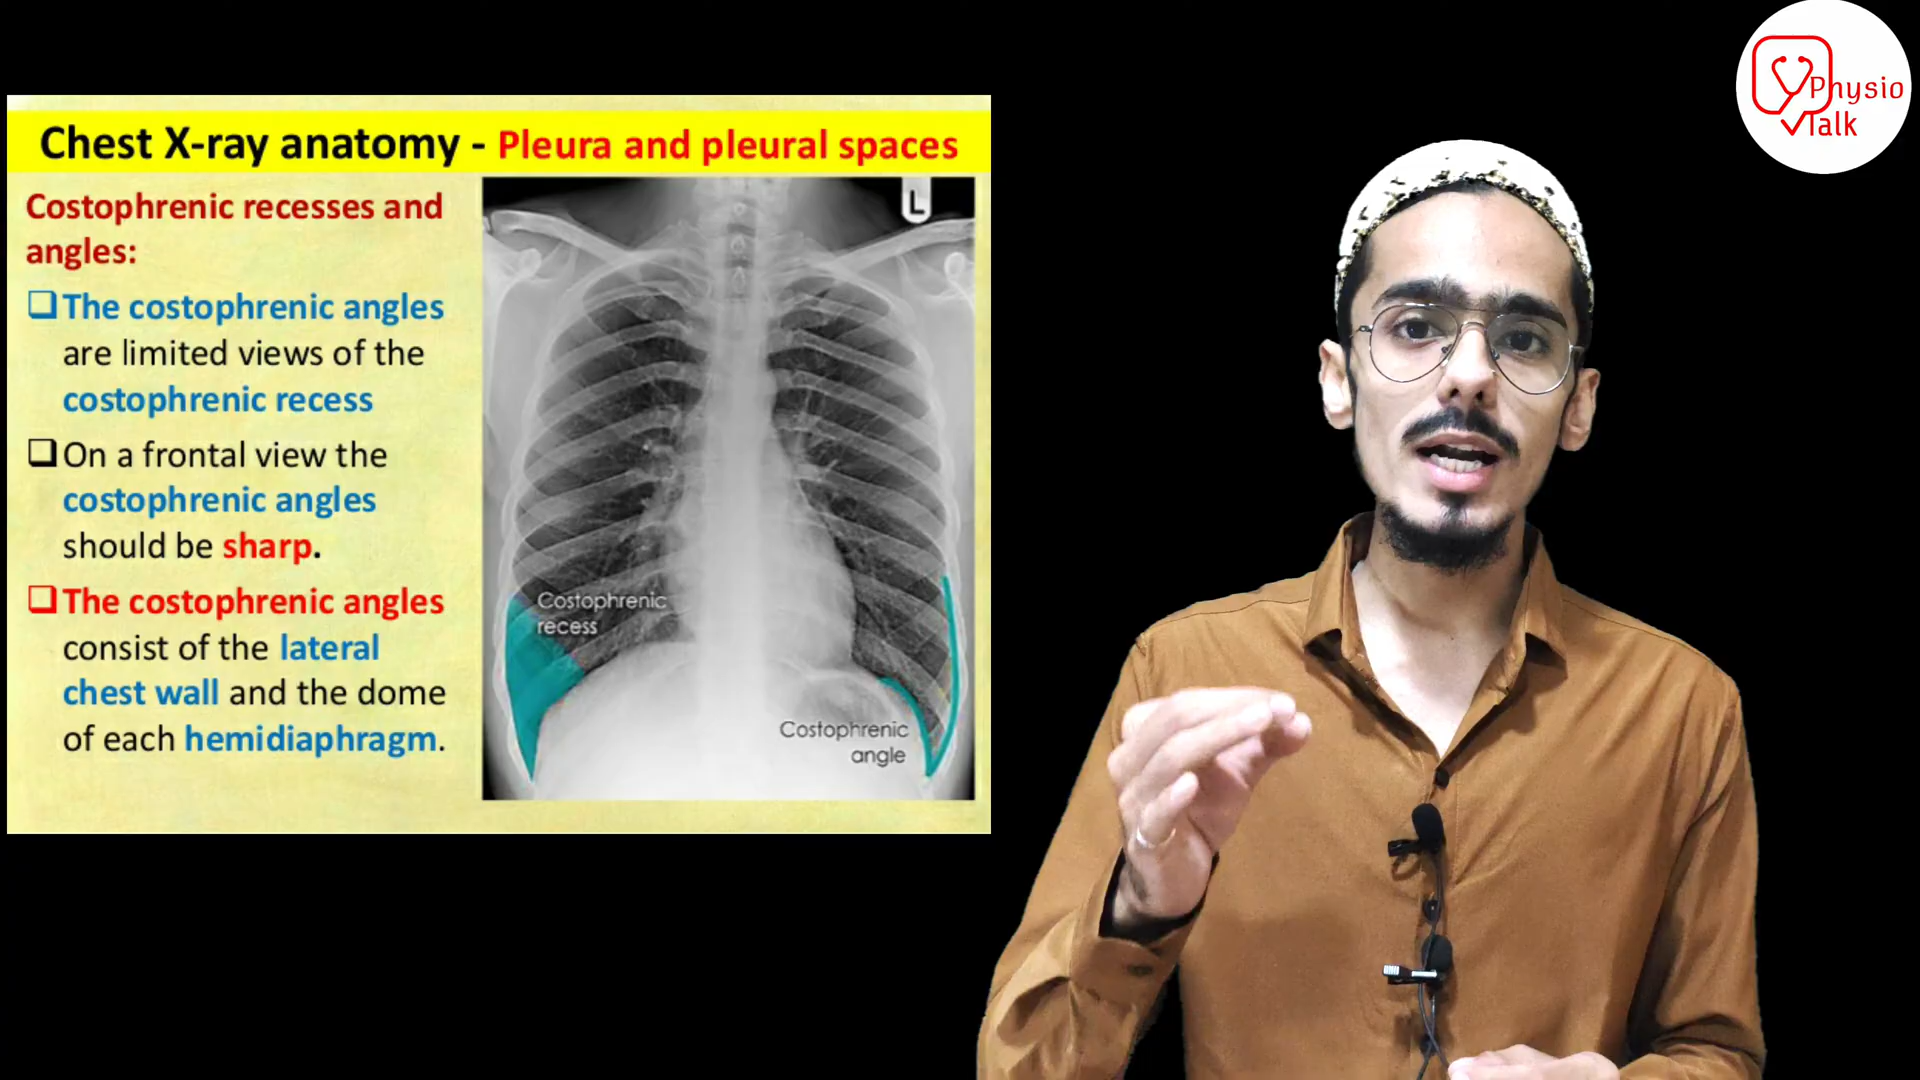 Physio
Talk
Chest X-ray anatomy - Pleura and pleural spaces
Costophrenic recesses and
angles:
The costophrenic angles
are limited views of the
costophrenic recess
On a frontal view the
costophrenic angles
should be sharp.
The costophrenic angles
consist of the lateral
chest wall and the dome
of each hemidiaphragm.
L
Costophrenic
recess
Costophrenic
angle